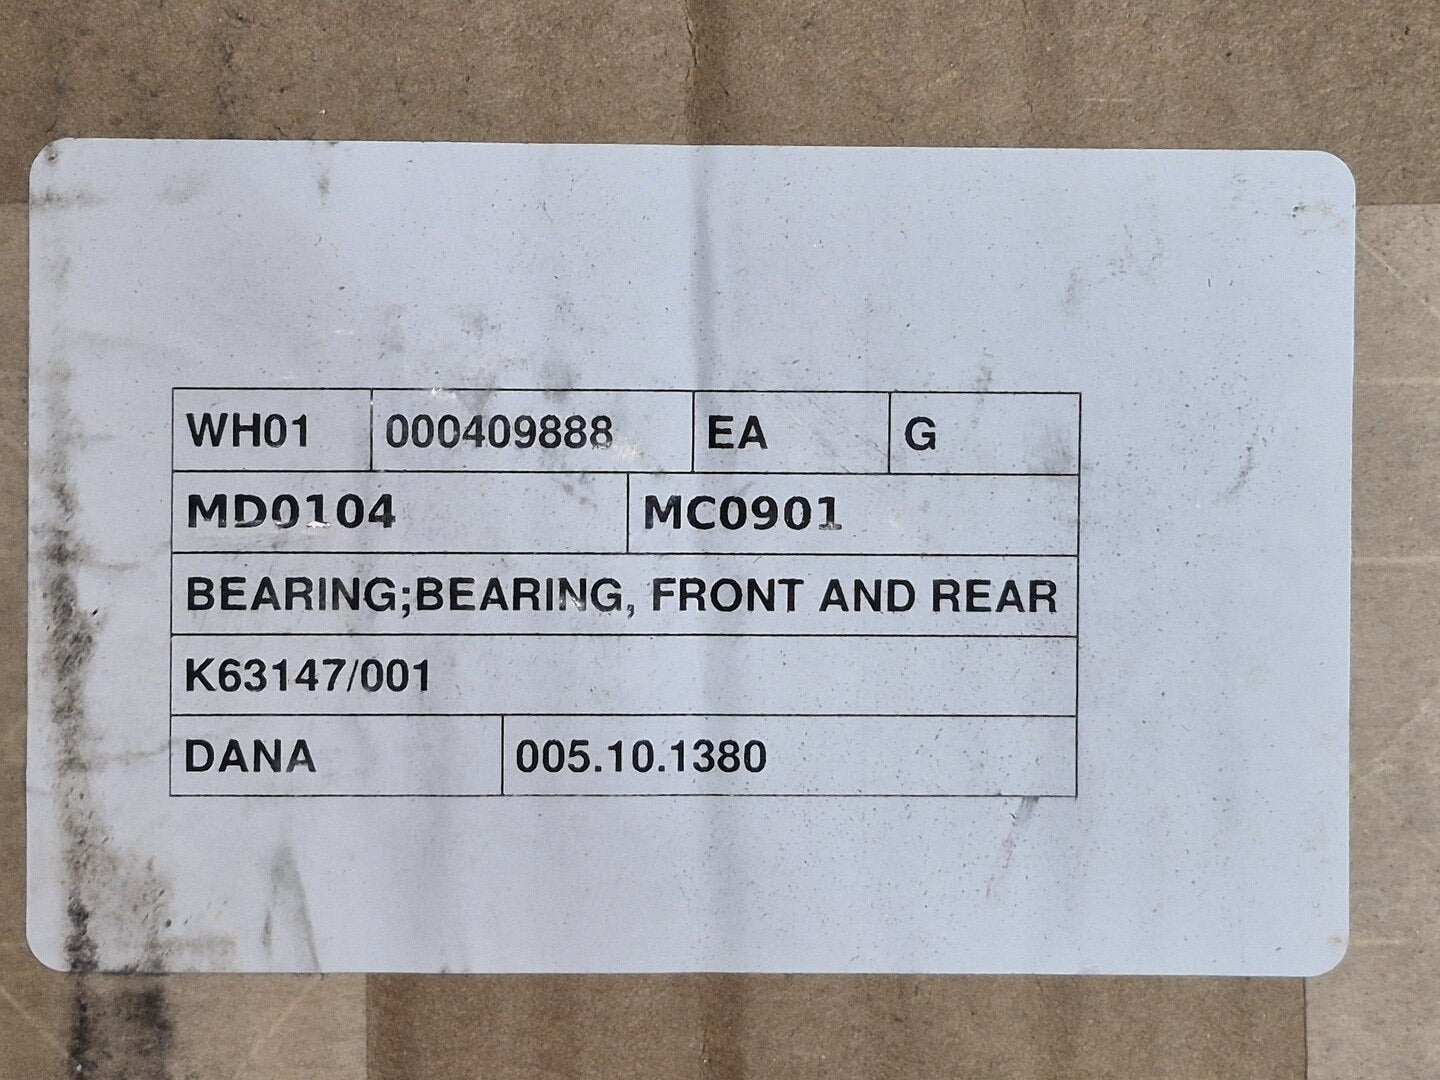 WH01 000409888 EA G
MD0104 MC0901
BEARING;BEARING, FRONT AND REAR
K63147/001
DANA 005.10.1380